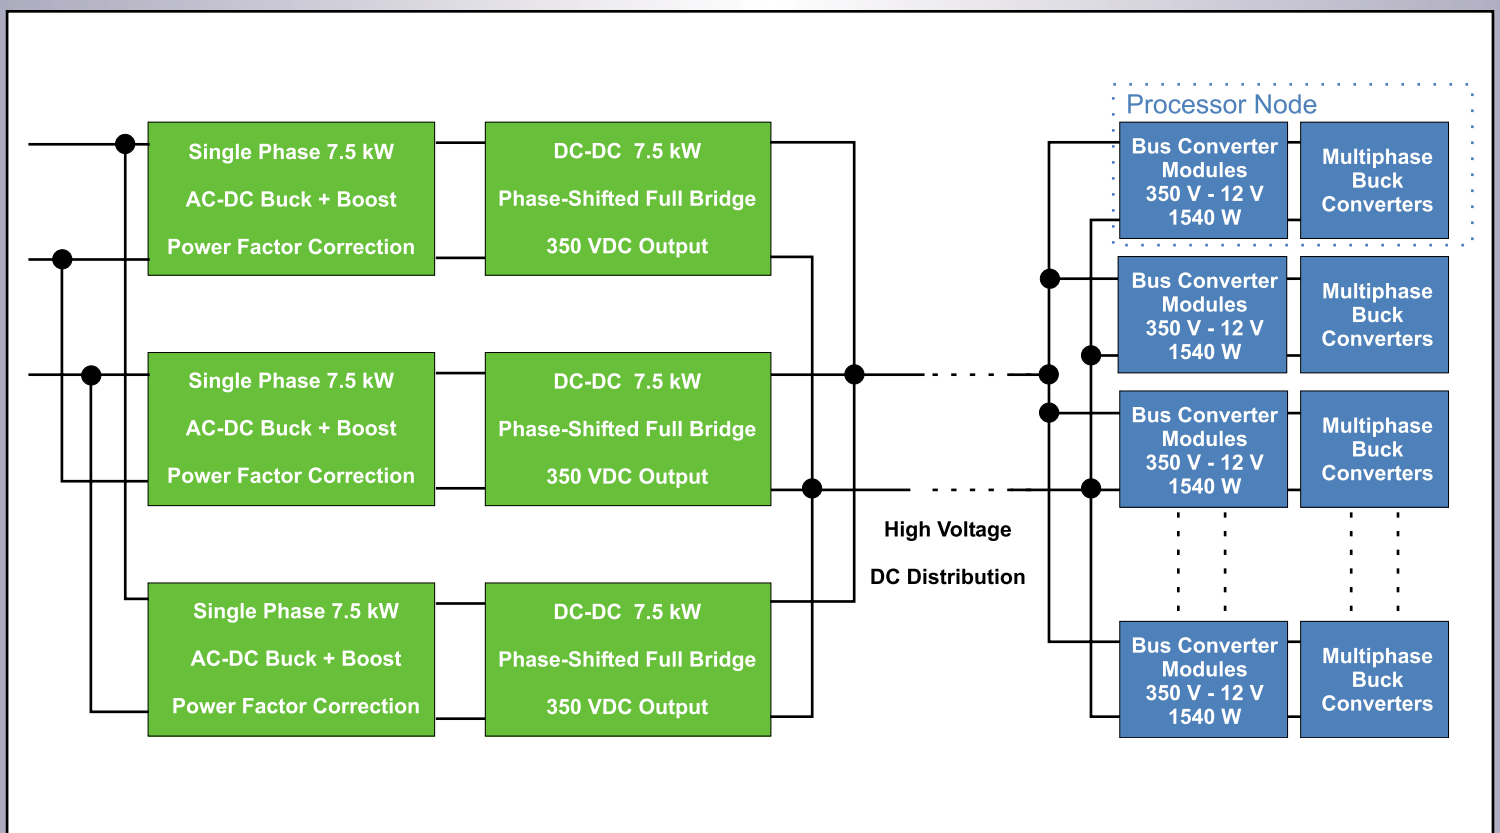 Processor Node
Single Phase 7.5 kW
AC-DC Buck + Boost
Power Factor Correction
DC-DC  7.5 kW
Phase-Shifted Full Bridge
350 VDC Output
Bus Converter
Modules
350 V - 12 V
1540 W
Multiphase
Buck
Converters
Bus Converter
Modules
350 V - 12 V
1540 W
Multiphase
Buck
Converters
Single Phase 7.5 kW
AC-DC Buck + Boost
Power Factor Correction
DC-DC  7.5 kW
Phase-Shifted Full Bridge
350 VDC Output
Bus Converter
Modules
350 V - 12 V
1540 W
Multiphase
Buck
Converters
High Voltage
DC Distribution
Single Phase 7.5 kW
AC-DC Buck + Boost
Power Factor Correction
DC-DC  7.5 kW
Phase-Shifted Full Bridge
350 VDC Output
Bus Converter
Modules
350 V - 12 V
1540 W
Multiphase
Buck
Converters